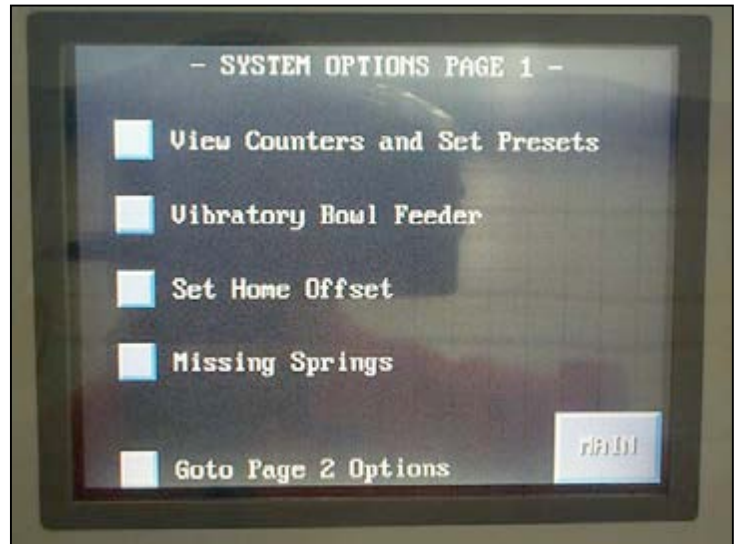 - SYSTEM OPTIONS PAGE 1 -
View Counters and Set Presets
Vibratory Bowl Feeder
Set Home Offset
Missing Springs
MAIN
Goto Page 2 Options